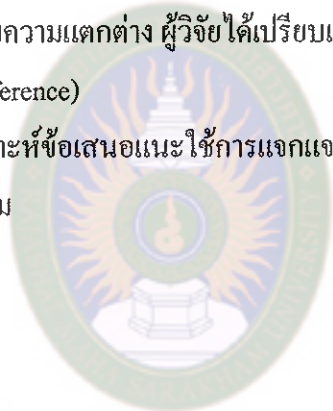 ยความแตกต่าง ผู้วิจัยได้เปรียบเ
erence)
าะห์ข้อเสนอแนะใช้การแจกแจ
ม